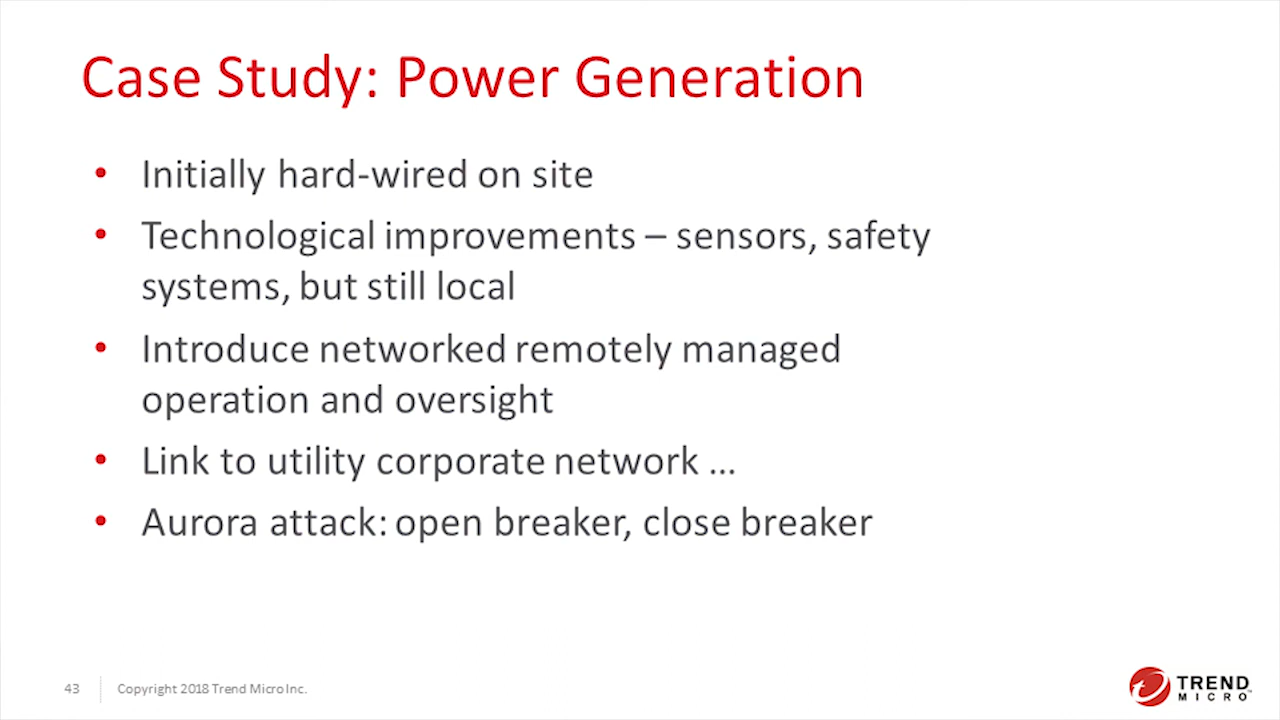 Case Study: Power Generation
• Initially hard-wired on site
• Technological improvements – sensors, safety
systems, but still local
• Introduce networked remotely managed
operation and oversight
• Link to utility corporate network …
• Aurora attack: open breaker, close breaker
43
Copyright 2018 Trend Micro Inc.
TREND
MICRO™